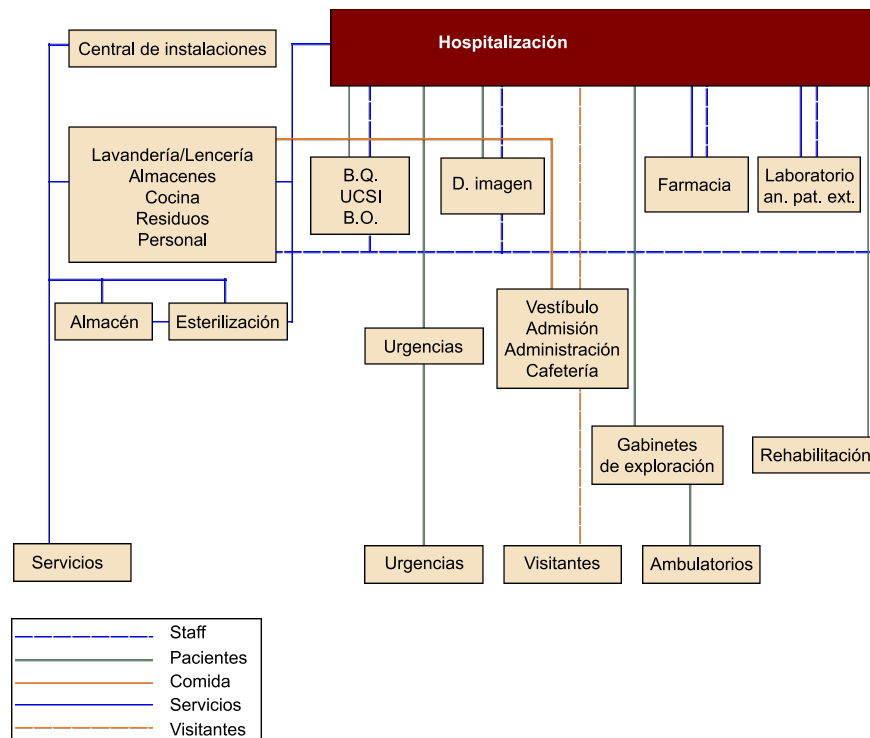 Hospitalización
Central de instalaciones
Lavandería/Lencería
Almacenes
Cocina
Residuos
Personal
B.Q.
UCSI
B.O.
D. imagen
Farmacia
Laboratorio
an. pat. ext.
Almacén
Esterilización
Urgencias
Vestíbulo
Admisión
Administración
Cafetería
Gabinetes
de exploración
Rehabilitación
Servicios
Urgencias
Visitantes
Ambulatorios
Staff
Pacientes
Comida
Servicios
Visitantes